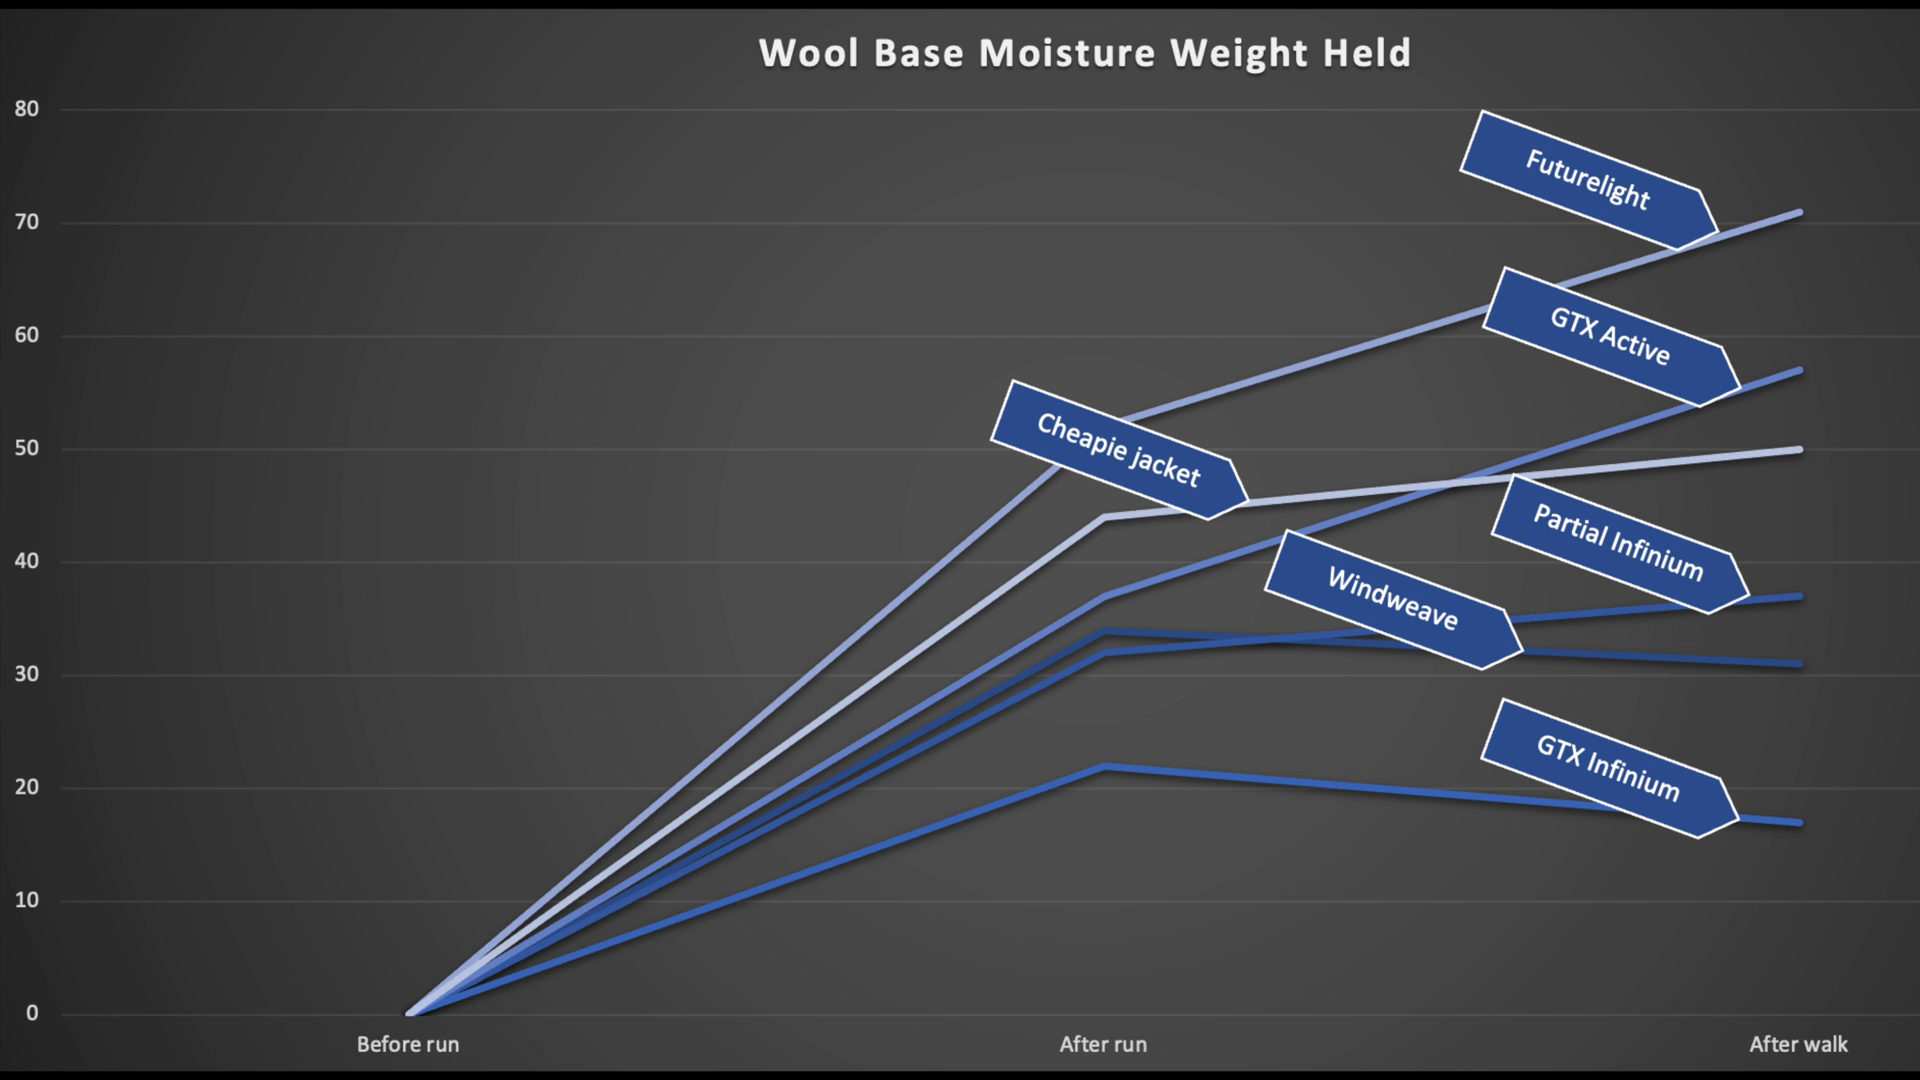 Wool Base Moisture Weight Held
80
70
60
50
40
30
20
10
0
Futurelight
GTX Active
Cheapie jacket
Partial Infinium
Windweave
GTX Infinium
Before run
After run
After walk